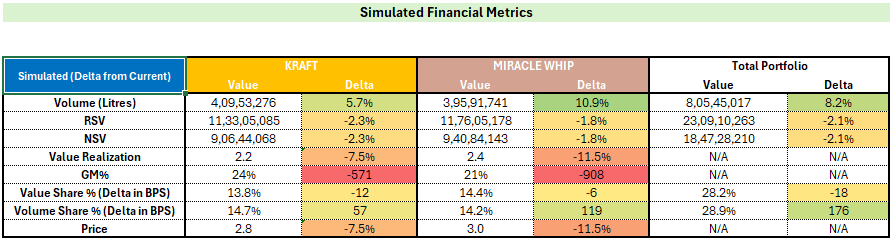 Simulated Financial Metrics
Simulated (Delta from Current) KRAFT MIRACLE WHIP Total Portfolio
Value Delta Value Delta Value Delta
Volume (Litres) 4,09,53,276 5.7% 3,95,91,741 10.9% 8,05,45,017 8.2%
RSV 11,33,05,085 -2.3% 11,76,05,178 -1.8% 23,09,10,263 -2.1%
NSV 9,06,44,068 -2.3% 9,40,84,143 -1.8% 18,47,28,210 -2.1%
Value Realization 2.2 -7.5% 2.4 -11.5% N/A N/A
GM% 24% -571 21% -908 N/A N/A
Value Share % (Delta in BPS) 13.8% -12 14.4% -6 28.2% -18
Volume Share % (Delta in BPS) 14.7% 57 14.2% 119 28.9% 176
Price 2.8 -7.5% 3.0 -11.5% N/A N/A